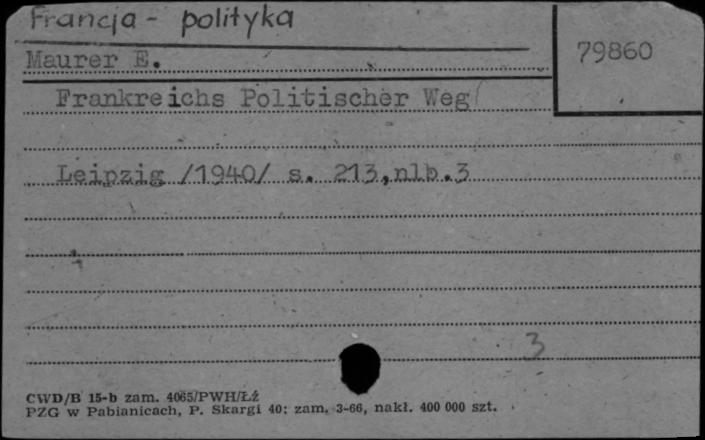 Francja - polityka
79860
Maurer E.
Frankreichs Politischer Weg
Leipzig /1940/ s. 213,nlb.3
3
CWD/B 15-b zam. 4065/PWH/Łź
PZG w Pabianicach, P. Skargi 40; zam. 3-66, nakł. 400 000 szt.